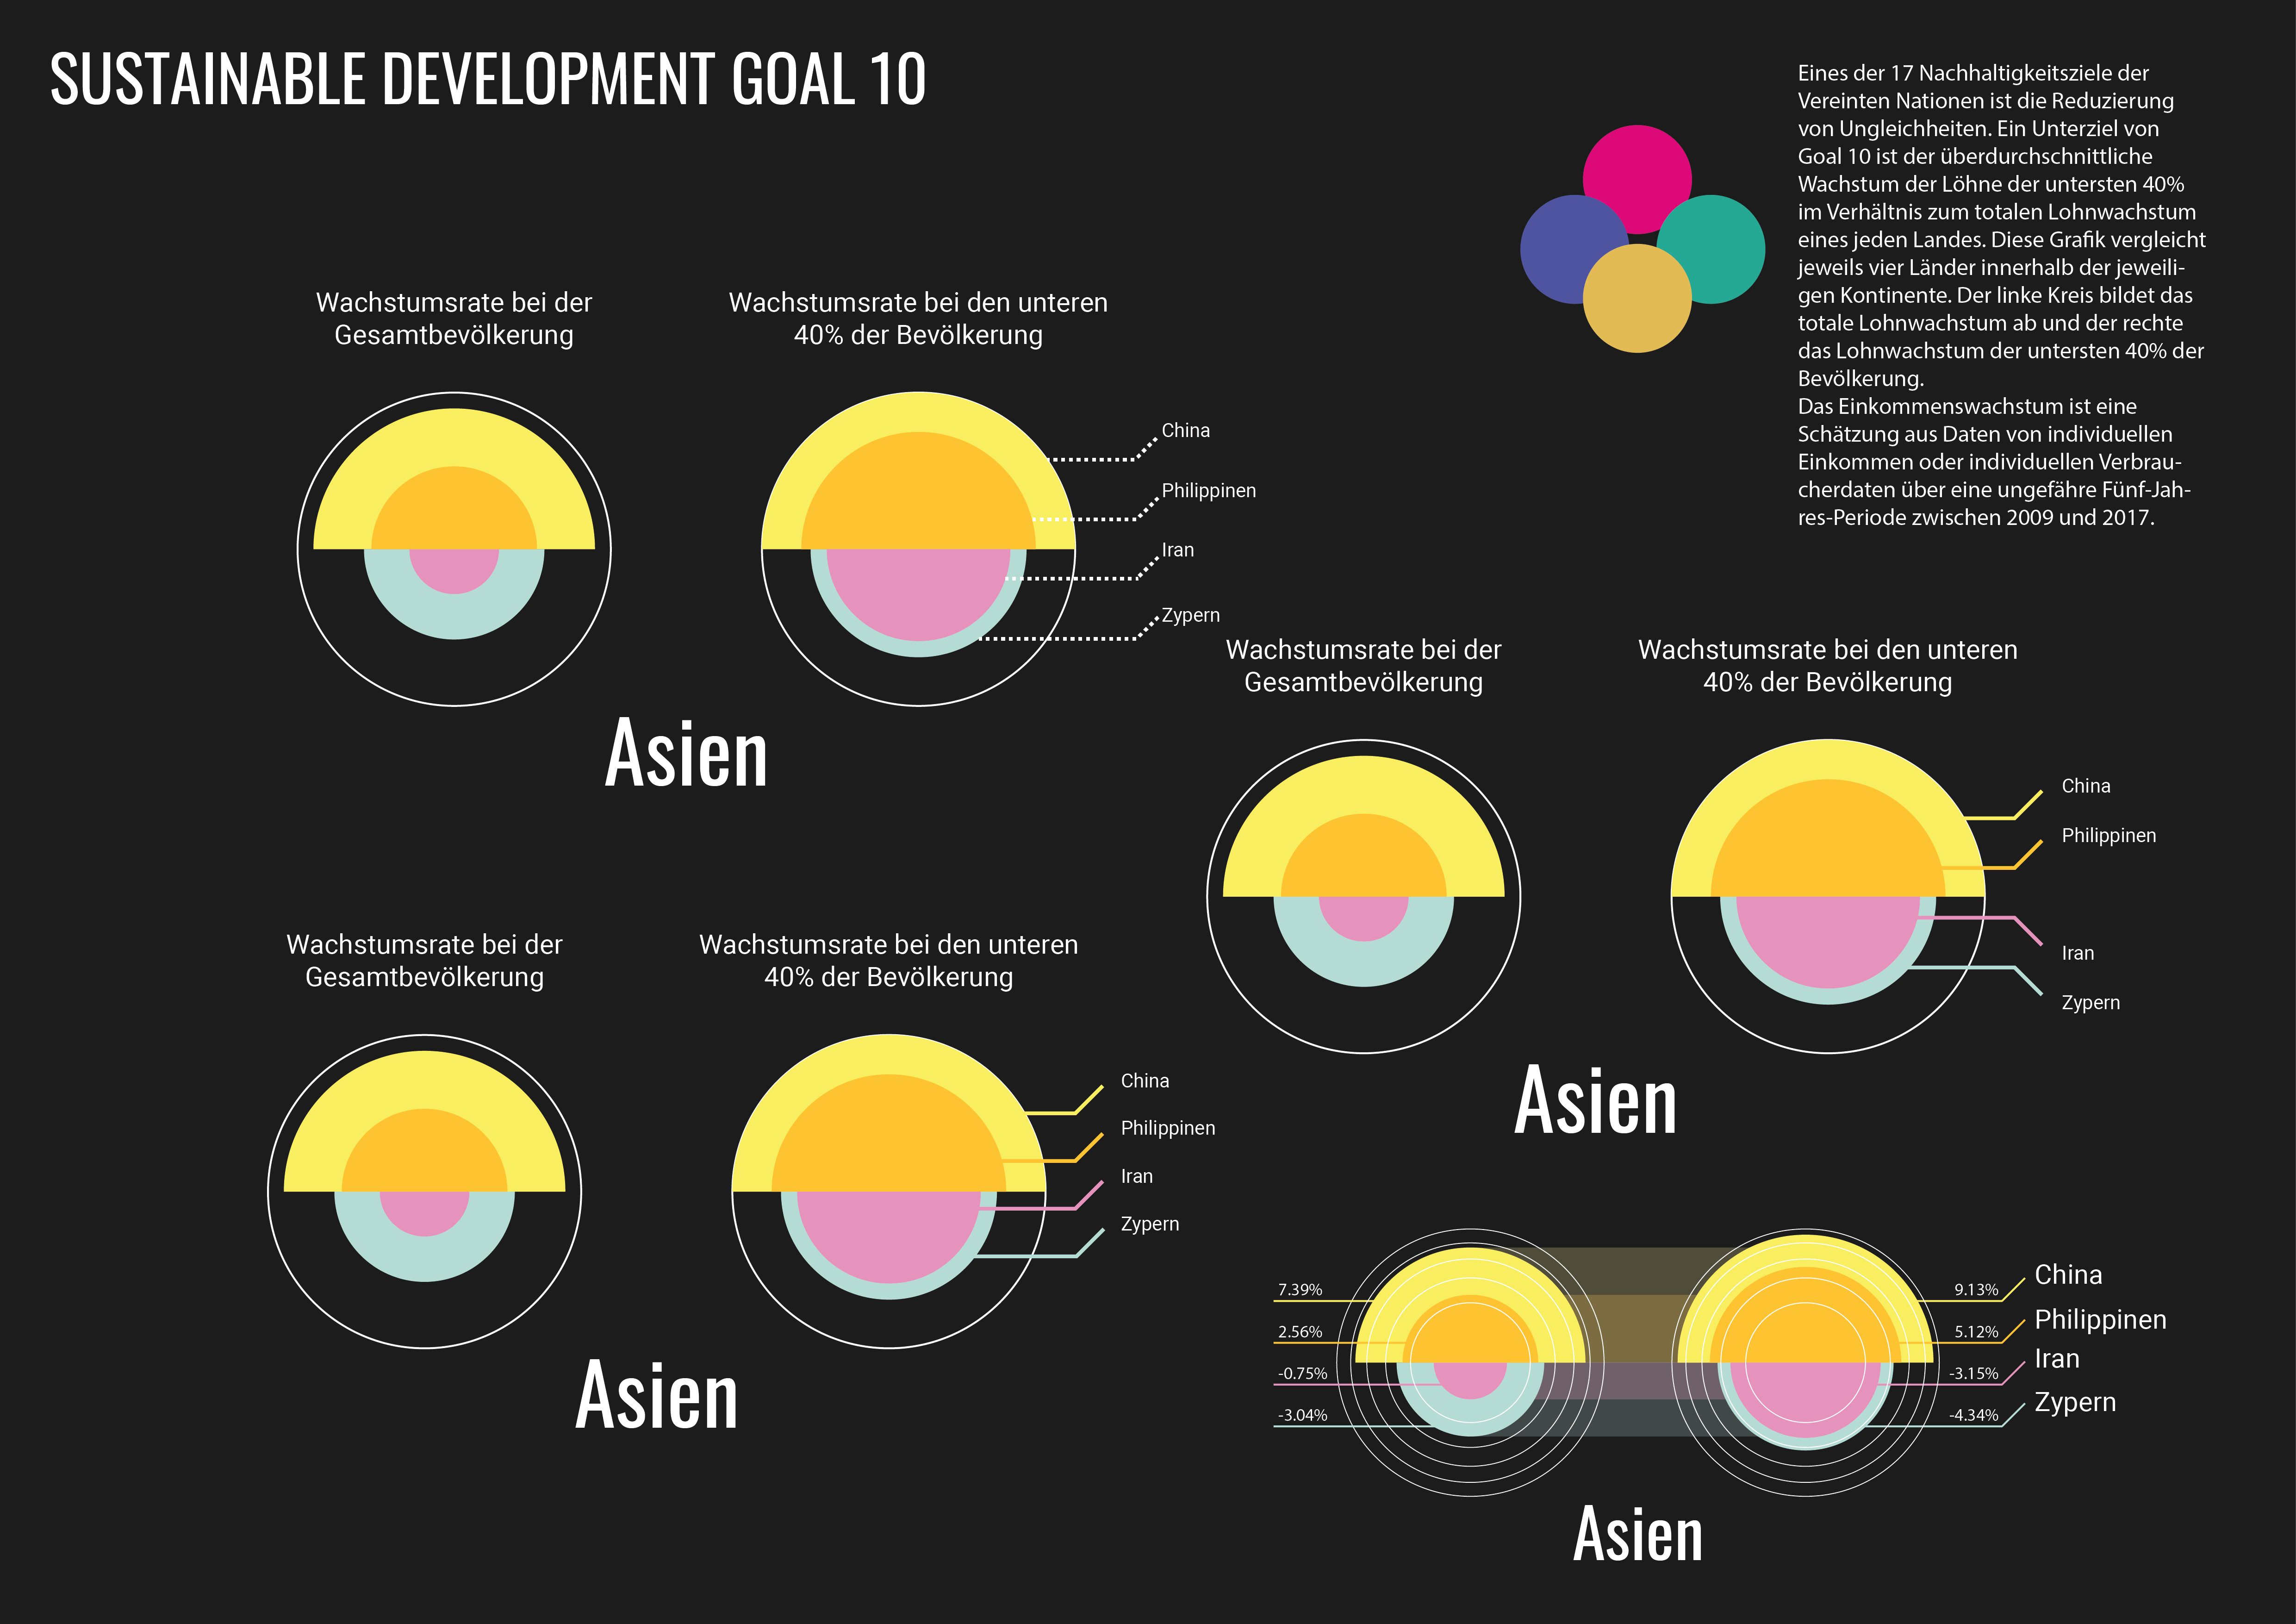 SUSTAINABLE DEVELOPMENT GOAL 10
Eines der 17 Nachhaltigkeitsziele der
Vereinten Nationen ist die Reduzierung
von Ungleichheiten. Ein Unterziel von
Goal 10 ist der überdurchschnittliche
Wachstum der Löhne der untersten 40%
im Verhältnis zum totalen Lohnwachstum
eines jeden Landes. Diese Grafik vergleicht
jeweils vier Länder innerhalb der jeweili-
gen Kontinente. Der linke Kreis bildet das
totale Lohnwachstum ab und der rechte
das Lohnwachstum der untersten 40% der
Bevölkerung.
Das Einkommenswachstum ist eine
Schätzung aus Daten von individuellen
Einkommen oder individuellen Verbrau-
cherdaten über eine ungefähre Fünf-Jah-
res-Periode zwischen 2009 und 2017.
Wachstumsrate bei der
Gesamtbevölkerung
Wachstumsrate bei den unteren
40% der Bevölkerung
China
Philippinen
Iran
Zypern
Asien
Wachstumsrate bei der
Gesamtbevölkerung
Wachstumsrate bei den unteren
40% der Bevölkerung
China
Philippinen
Iran
Zypern
Asien
Wachstumsrate bei der
Gesamtbevölkerung
Wachstumsrate bei den unteren
40% der Bevölkerung
China
Philippinen
Iran
Zypern
Asien
7.39%
2.56%
-0.75%
-3.04%
9.13%
5.12%
-3.15%
-4.34%
China
Philippinen
Iran
Zypern
Asien